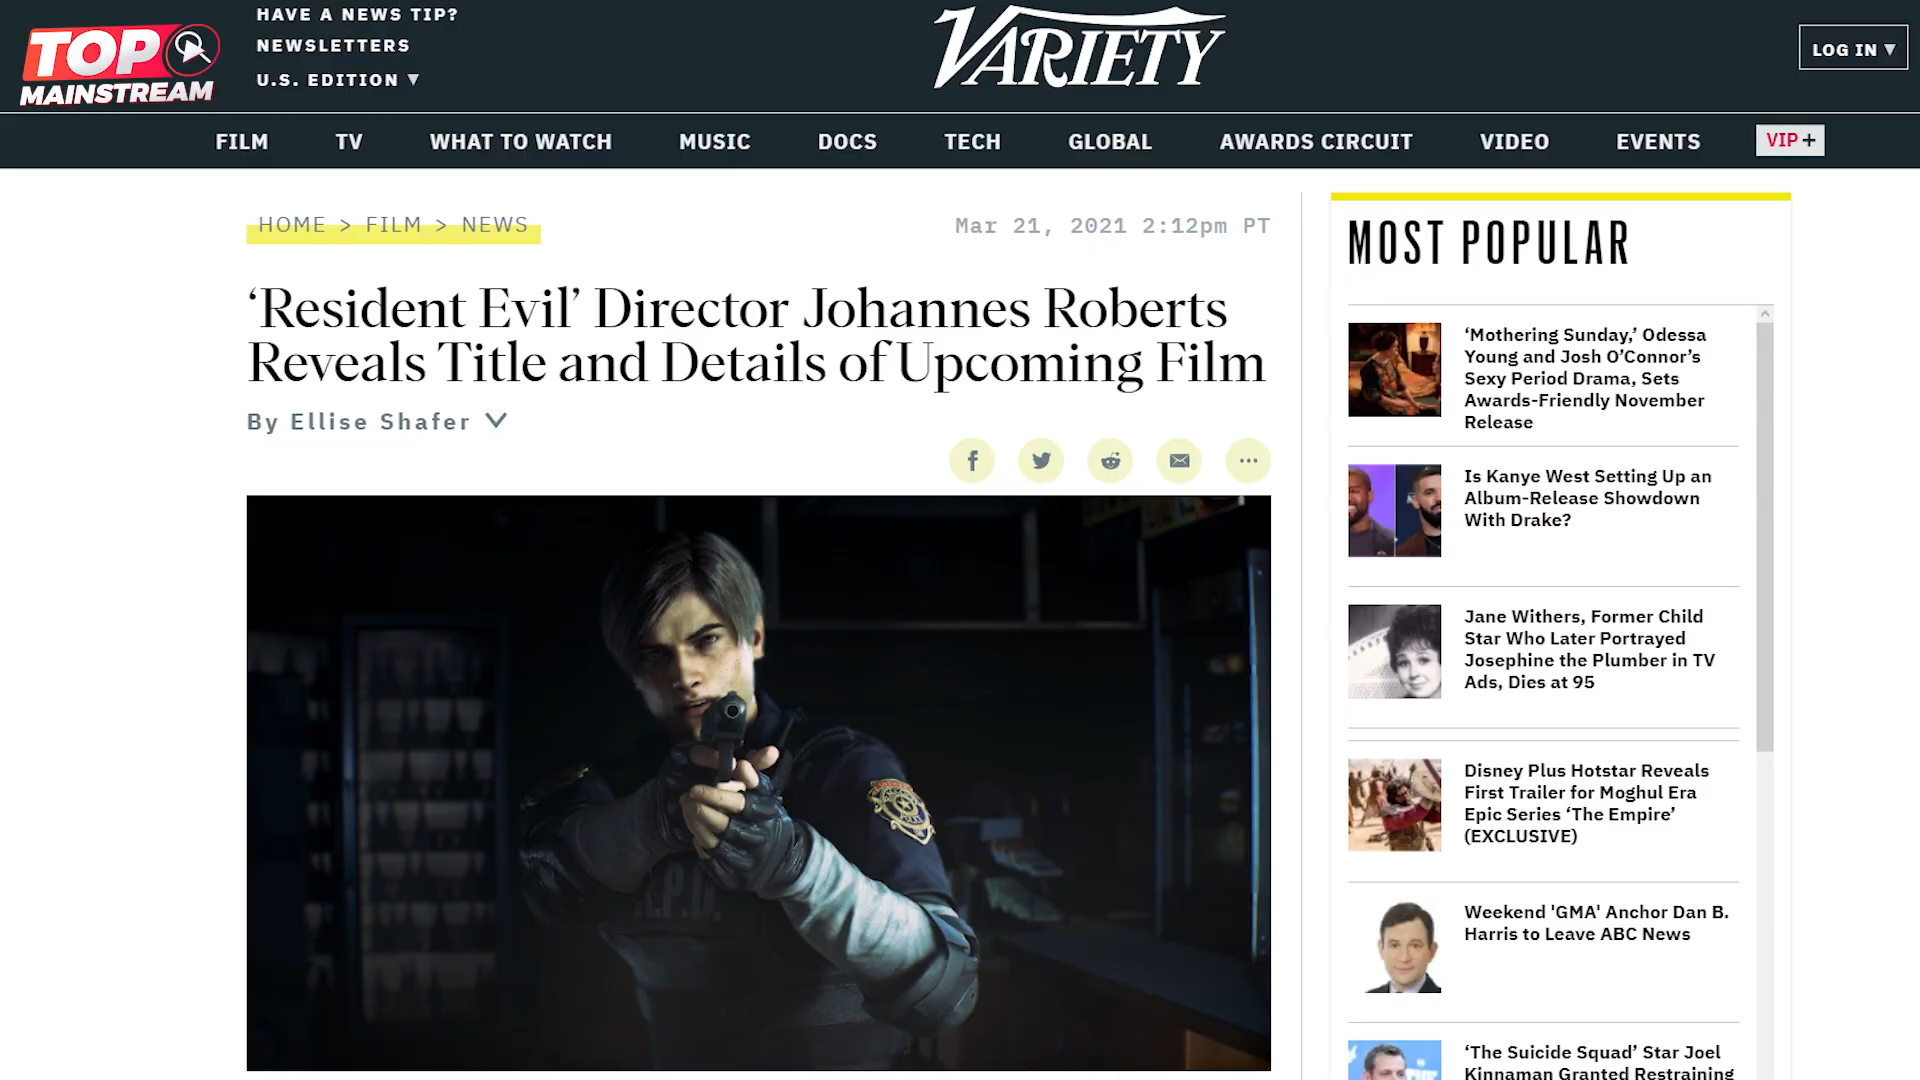 TOP
MAINSTREAM
HAVE A NEWS TIP?
NEWSLETTERS
U.S. EDITION ▼
VARIETY
LOG IN ▼
FILM
TV
WHAT TO WATCH
MUSIC
DOCS
TECH
GLOBAL
AWARDS CIRCUIT
VIDEO
EVENTS
VIP+
HOME > FILM > NEWS
Mar 21, 2021 2:12pm PT
‘Resident Evil’ Director Johannes Roberts
Reveals Title and Details of Upcoming Film
By Ellise Shafer
R.P.D.
MOST POPULAR
‘Mothering Sunday,’ Odessa
Young and Josh O’Connor’s
Sexy Period Drama, Sets
Awards-Friendly November
Release
Is Kanye West Setting Up an
Album-Release Showdown
With Drake?
Jane Withers, Former Child
Star Who Later Portrayed
Josephine the Plumber in TV
Ads, Dies at 95
Disney Plus Hotstar Reveals
First Trailer for Moghul Era
Epic Series ‘The Empire’
(EXCLUSIVE)
Weekend 'GMA' Anchor Dan B.
Harris to Leave ABC News
‘The Suicide Squad’ Star Joel
Kinnaman Granted Restraining